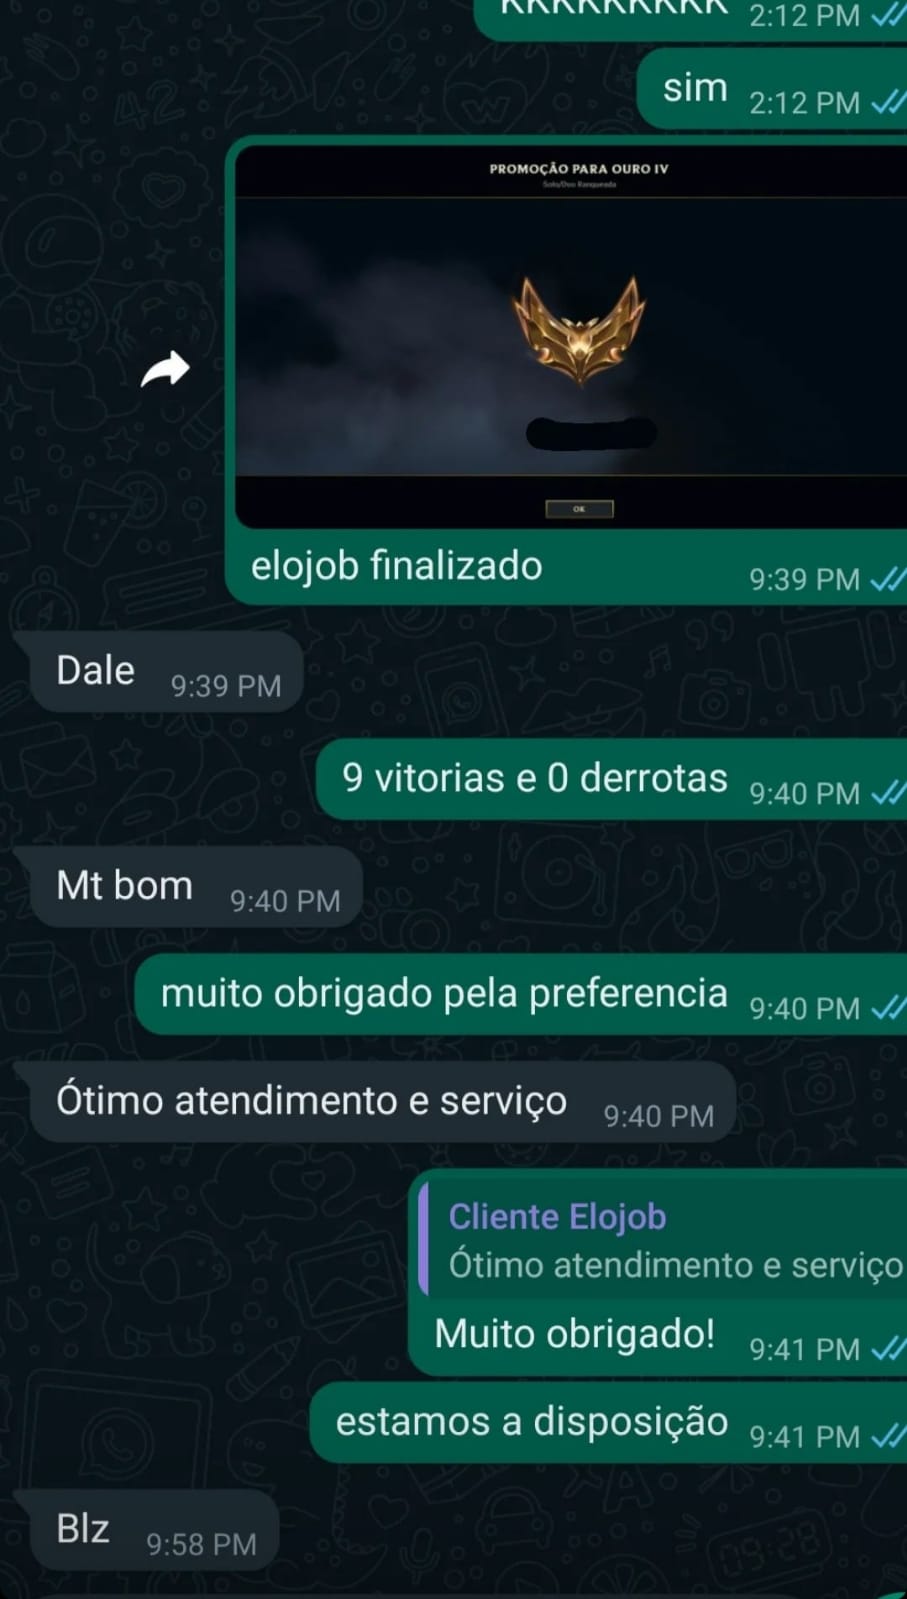 KKKKKKKKK 2:12 PM
sim 2:12 PM
PROMOÇÃO PARA OURO IV
Solo/Duo Ranqueada
OK
elojob finalizado 9:39 PM
Dale 9:39 PM
9 vitorias e 0 derrotas 9:40 PM
Mt bom 9:40 PM
muito obrigado pela preferencia 9:40 PM
Ótimo atendimento e serviço 9:40 PM
Cliente Elojob
Ótimo atendimento e serviço
Muito obrigado! 9:41 PM
estamos a disposição 9:41 PM
Blz 9:58 PM